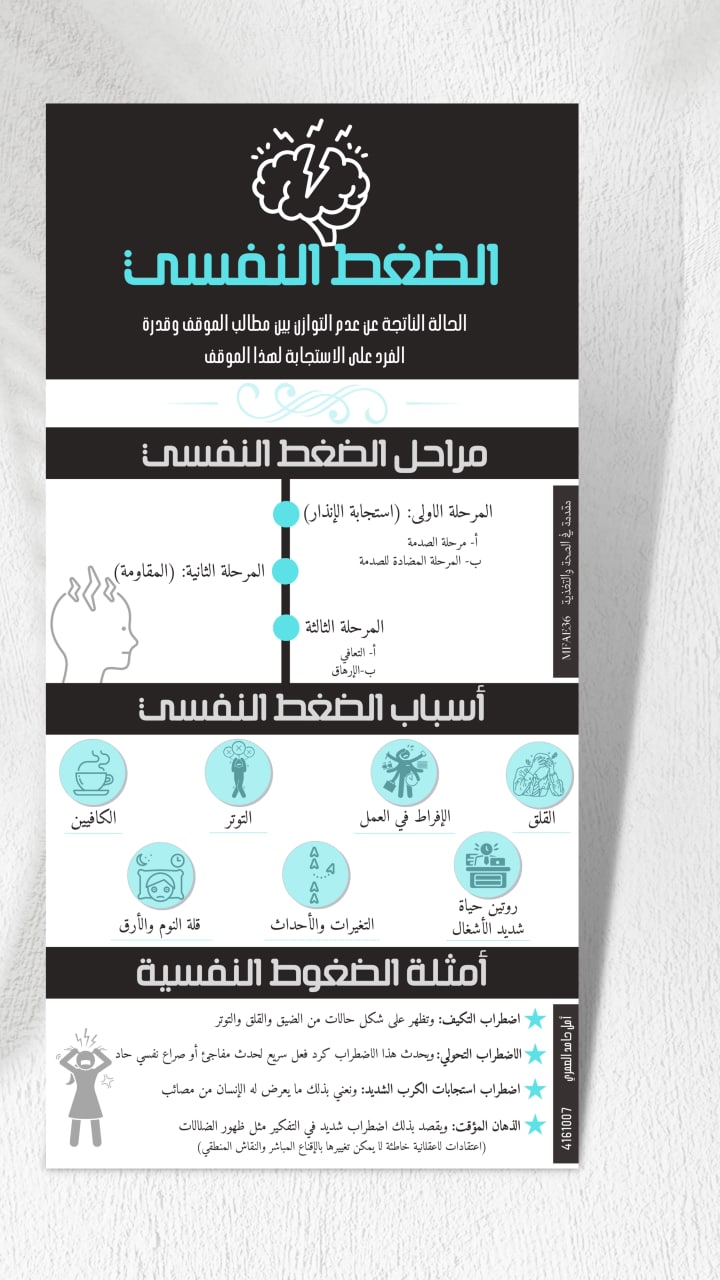 الضغط النفسي
الحالة الناتجة عن عدم التوازن بين مطالب الموقف وقدرة
الفرد على الاستجابة لهذا الموقف
مراحل الضغط النفسي
المرحلة الاولى: (استجابة الإنذار)
أ- مرحلة الصدمة
ب- المرحلة المضادة للصدمة
المرحلة الثانية: (المقاومة)
المرحلة الثالثة
أ- التعافي
ب-الإرهاق
مقدمة في الصحة والتغذية MFAE36
أسباب الضغط النفسي
القلق
الإفراط في العمل
التوتر
الكافيين
روتين حياة
شديد الأشغال
التغيرات والأحداث
قلة النوم والأرق
أمثلة الضغوط النفسية
اضطراب التكيف: وتظهر على شكل حالات من الضيق والقلق والتوتر
الاضطراب التحولي: ويحدث هذا الاضطراب كرد فعل سريع لحدث مفاجئ أو صراع نفسي حاد
اضطراب استجابات الكرب الشديد: ونعني بذلك ما يعرض له الإنسان من مصائب
الذهان المؤقت: ويقصد بذلك اضطراب شديد في التفكير مثل ظهور الضلالات
(اعتقادات لاعقلانية خاطئة لا يمكن تغييرها بالإقناع المباشر والنقاش المنطقي)
أمل حامد العمري 4161007